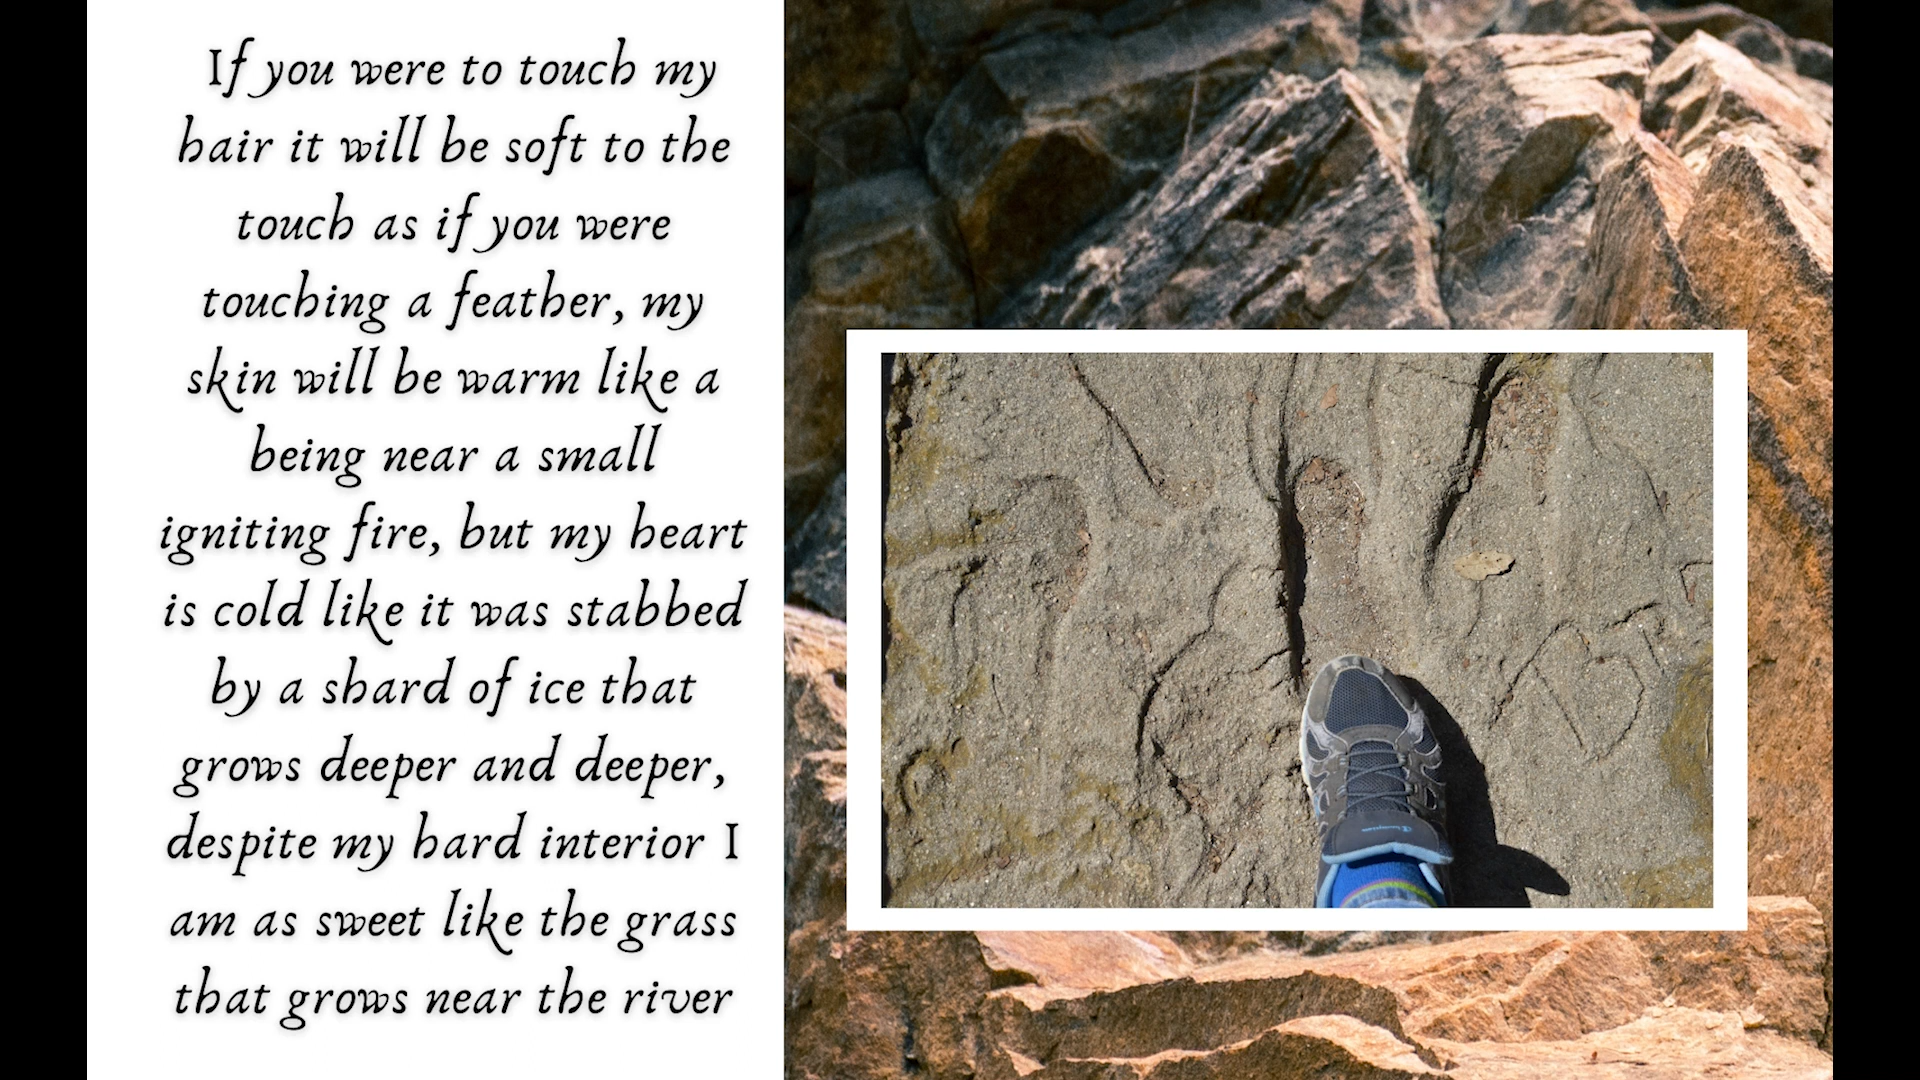 If you were to touch my
hair it will be soft to the
touch as if you were
touching a feather, my
skin will be warm like a
being near a small
igniting fire, but my heart
is cold like it was stabbed
by a shard of ice that
grows deeper and deeper,
despite my hard interior I
am as sweet like the grass
that grows near the river
Champion